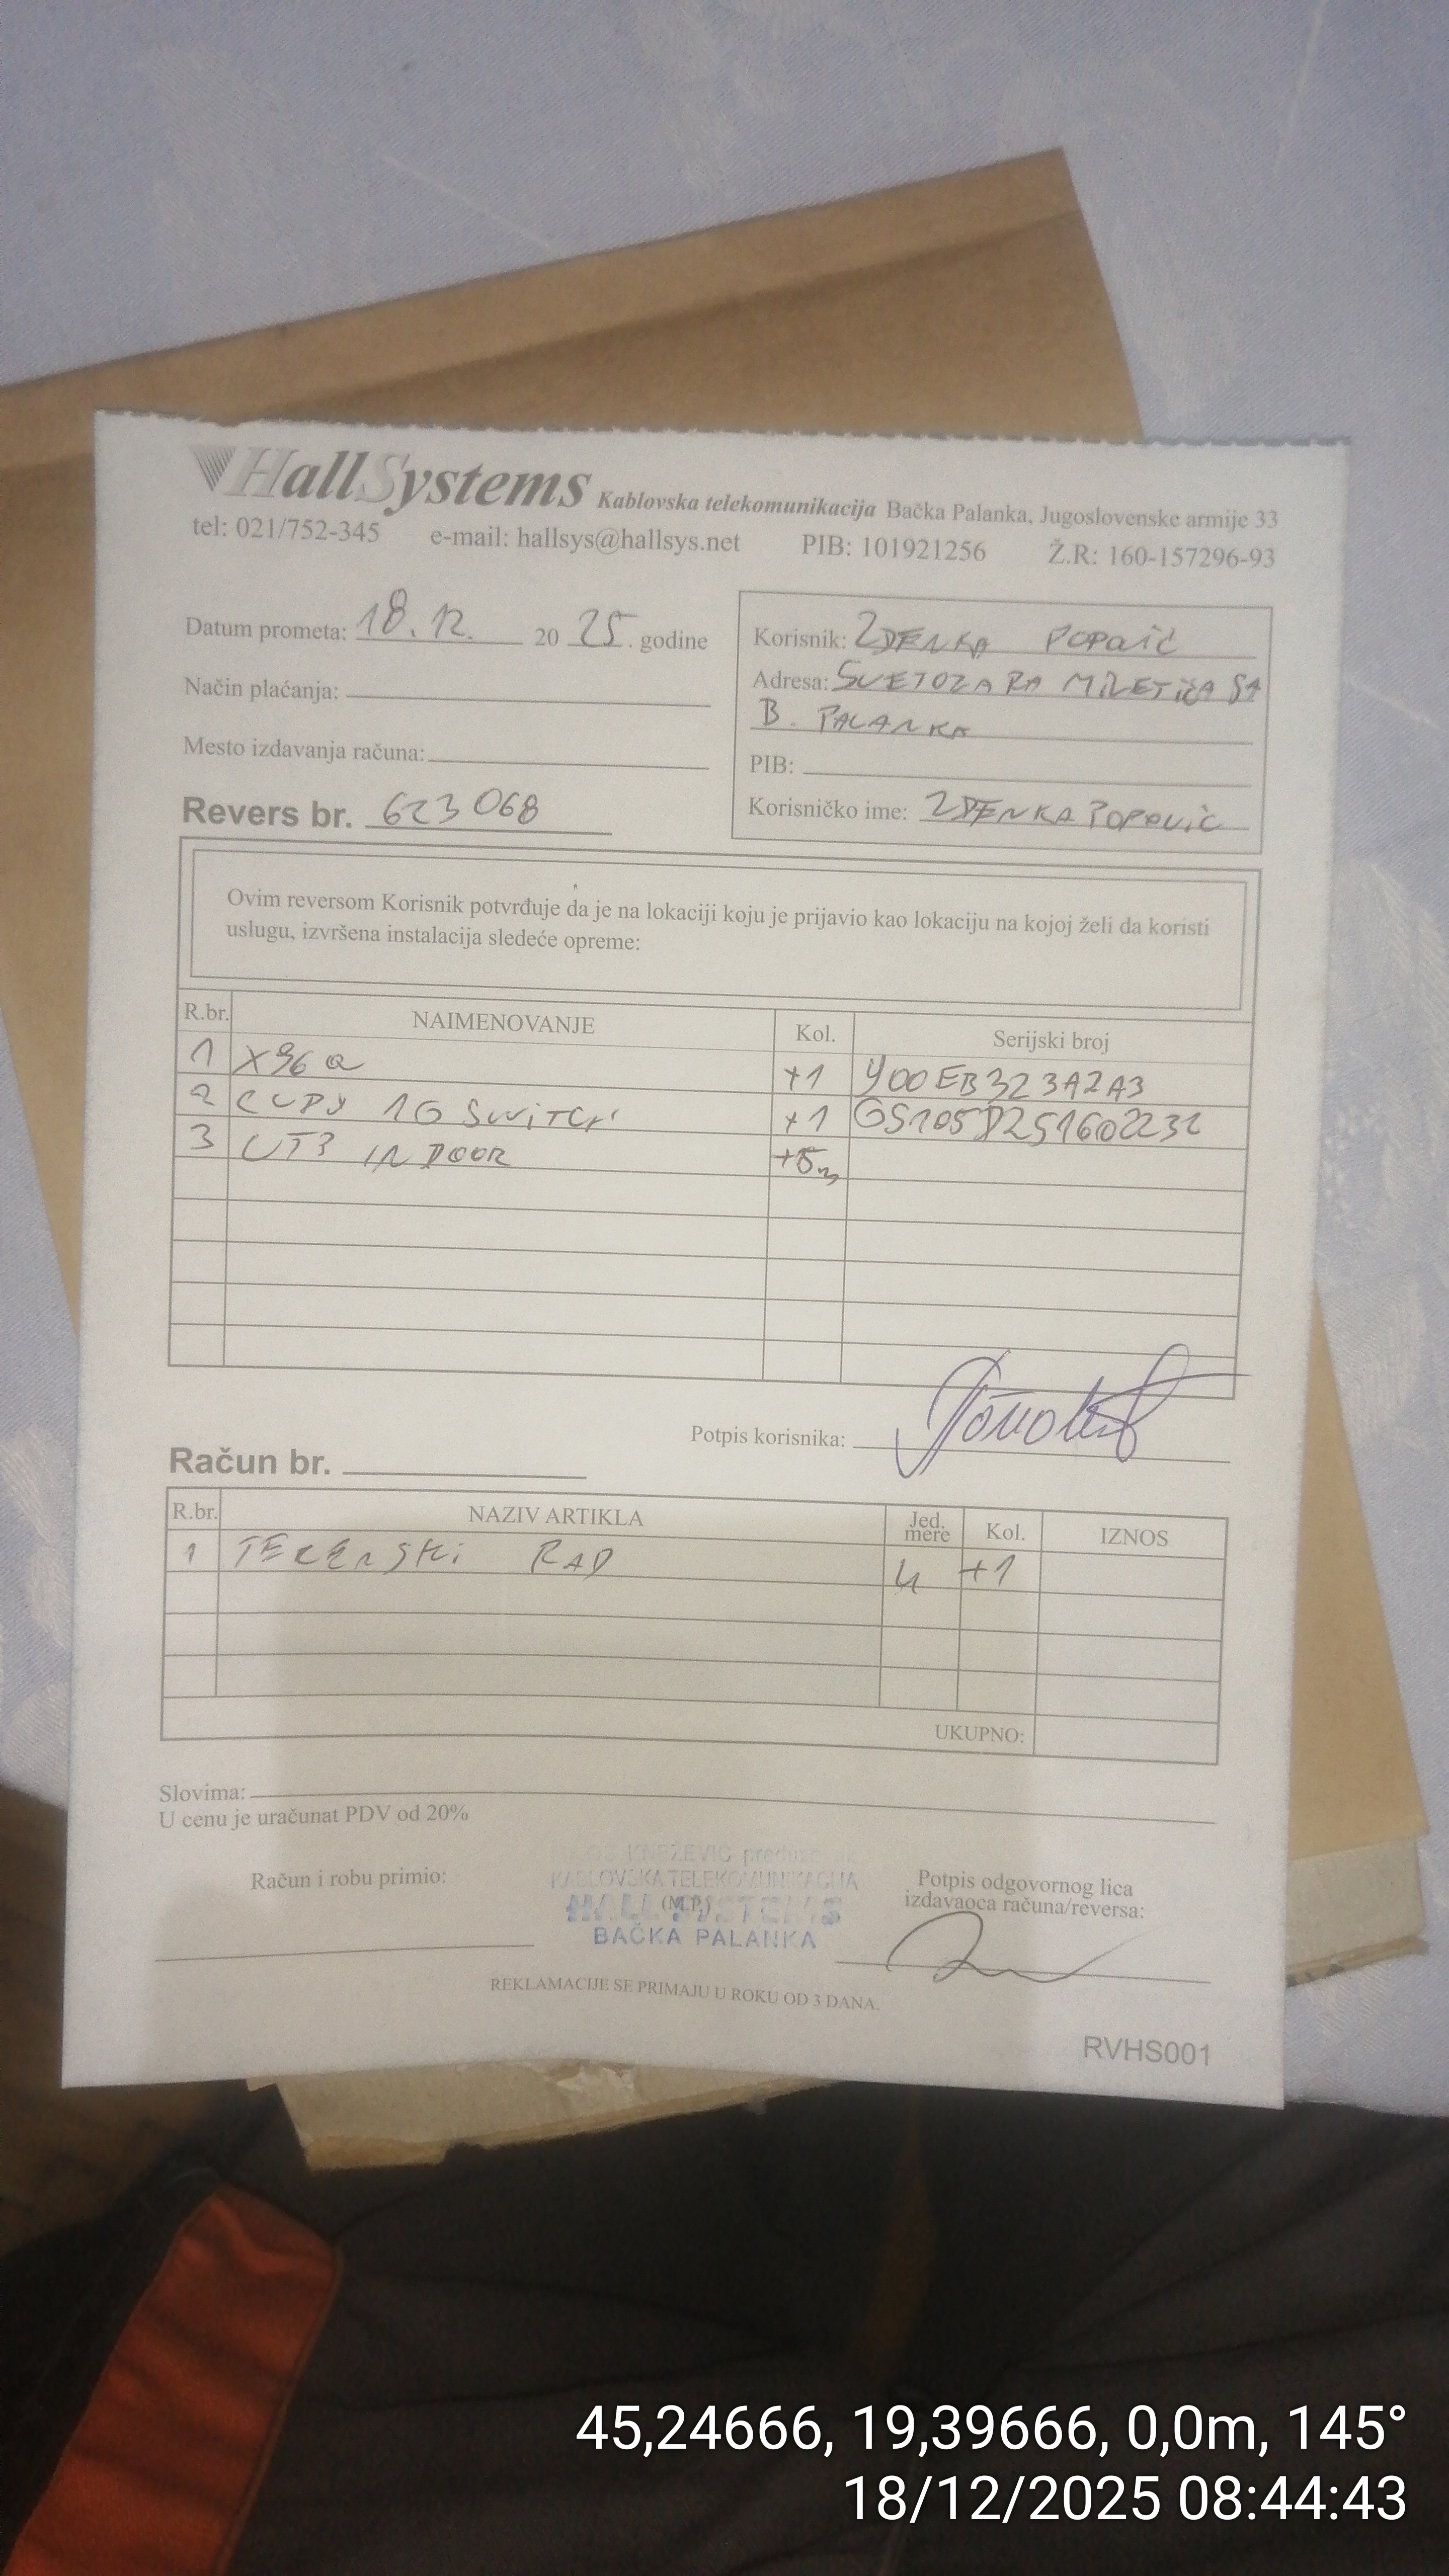 HallSystems Kablovska telekomunikacija Bačka Palanka, Jugoslovenske armije 33
tel: 021/752-345 e-mail: hallsys@hallsys.net PIB: 101921256 Ž.R: 160-157296-93
Datum prometa: 18. 12. 20 25. godine
Način plaćanja:
Mesto izdavanja računa:
Revers br. 623068
Korisnik: ZDENKA POPOVIĆ
Adresa: SVETOZARA MILETIĆA
B. PALANKA
PIB:
Korisničko ime: ZDENKAPOPOVIC
Ovim reversom Korisnik potvrđuje da je na lokaciji koju je prijavio kao lokaciju na kojoj želi da koristi
uslugu, izvršena instalacija sledeće opreme:
R.br. NAIMENOVANJE Kol. Serijski broj
1 X96Q +1 Y00EB323A2A3
2 CUDY 1G SWITCH +1 GS105D251602232
3 UTP INDOOR +5m
Potpis korisnika:
Račun br.
R.br. NAZIV ARTIKLA Jed. mere Kol. IZNOS
1 TERENSKI RAD h +1
UKUPNO:
Slovima:
U cenu je uračunat PDV od 20%
Račun i robu primio:
KNEŽEVIĆ
KABLOVSKA TELEKOMUNIKACIJA
(M.P.)
HALL SYSTEMS
BAČKA PALANKA
Potpis odgovornog lica
izdavaoca računa/reversa:
REKLAMACIJE SE PRIMAJU U ROKU OD 3 DANA.
RVHS001
45,24666, 19,39666, 0,0m, 145°
18/12/2025 08:44:43